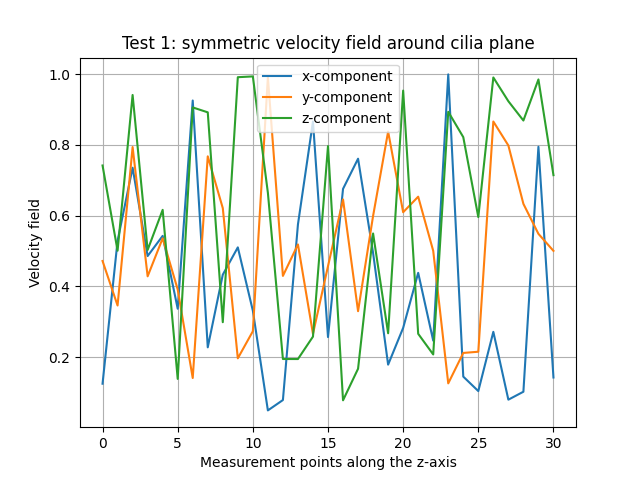 Test 1: symmetric velocity field around cilia plane
x-component
y-component
z-component
1.0
0.8
0.6
0.4
0.2
Velocity field
0 5 10 15 20 25 30
Measurement points along the z-axis